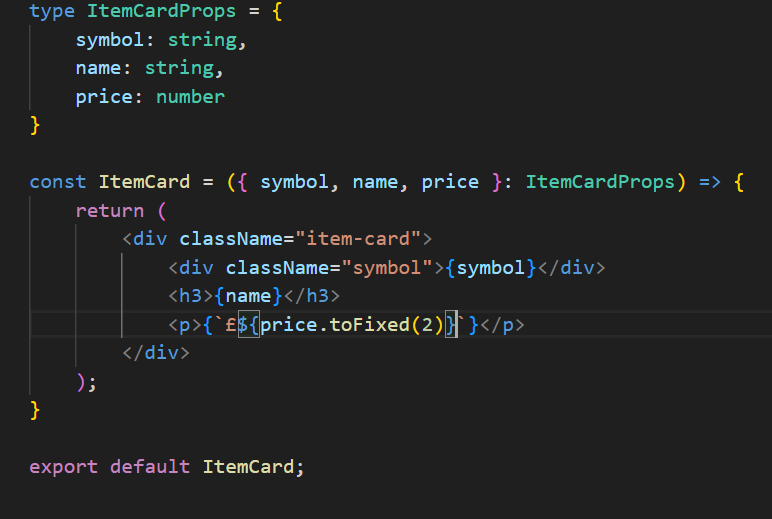 type ItemCardProps = {
    symbol: string,
    name: string,
    price: number
}

const ItemCard = ({ symbol, name, price }: ItemCardProps) => {
    return (
        <div className="item-card">
            <div className="symbol">{symbol}</div>
            <h3>{name}</h3>
            <p>{`£${price.toFixed(2)}`}</p>
        </div>
    );
}

export default ItemCard;